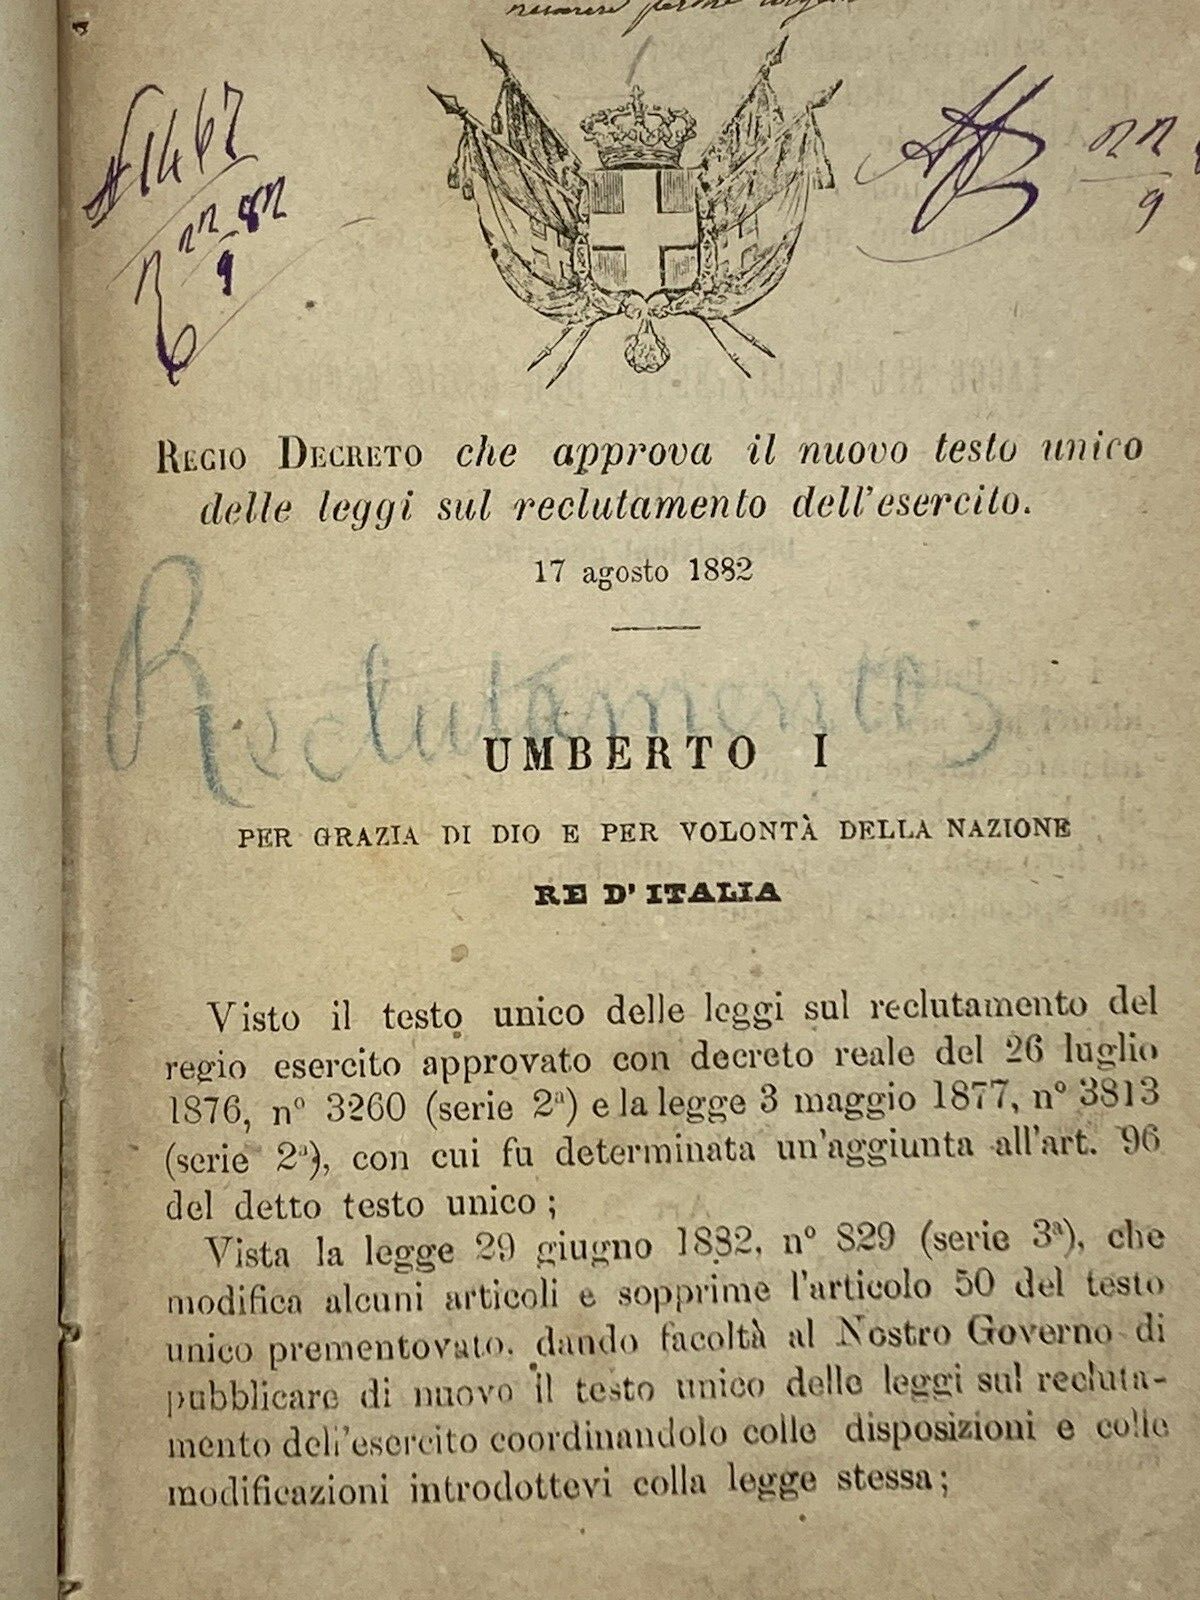 N 1467
22 82
9
22
9
REGIO DECRETO che approva il nuovo testo unico
delle leggi sul reclutamento dell'esercito.
17 agosto 1882
Reclutamento
UMBERTO I
PER GRAZIA DI DIO E PER VOLONTÀ DELLA NAZIONE
RE D'ITALIA
Visto il testo unico delle leggi sul reclutamento del
regio esercito approvato con decreto reale del 26 luglio
1876, nº 3260 (serie 2ª) e la legge 3 maggio 1877, nº 3813
(serie 2ª), con cui fu determinata un'aggiunta all'art. 96
del detto testo unico;
Vista la legge 29 giugno 1882, nº 829 (serie 3ª), che
modifica alcuni articoli e sopprime l'articolo 50 del testo
unico prementovato, dando facoltà al Nostro Governo di
pubblicare di nuovo il testo unico delle leggi sul recluta-
mento dell'esercito coordinandolo colle disposizioni e colle
modificazioni introdottevi colla legge stessa;